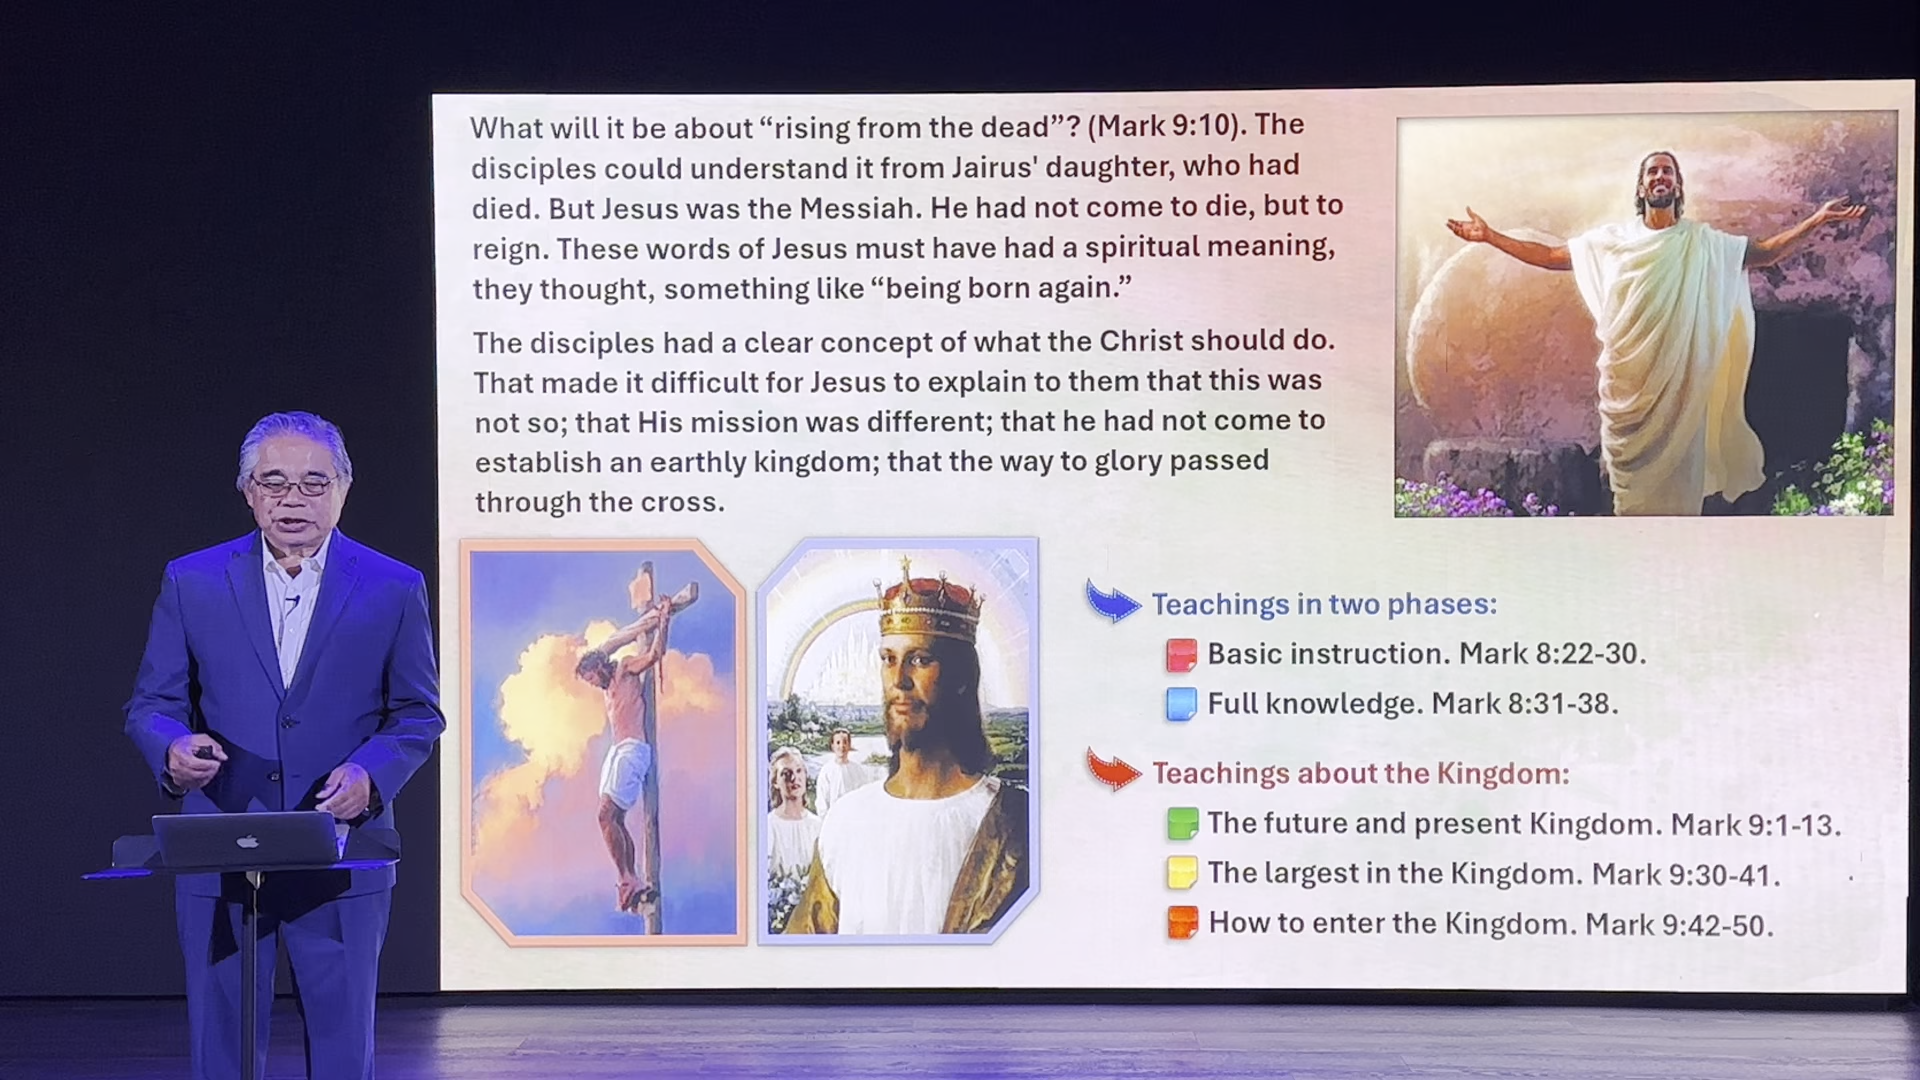 What will it be about “rising from the dead”? (Mark 9:10). The
disciples could understand it from Jairus' daughter, who had
died. But Jesus was the Messiah. He had not come to die, but to
reign. These words of Jesus must have had a spiritual meaning,
they thought, something like “being born again.”
The disciples had a clear concept of what the Christ should do.
That made it difficult for Jesus to explain to them that this was
not so; that His mission was different; that he had not come to
establish an earthly kingdom; that the way to glory passed
through the cross.
Teachings in two phases:
Basic instruction. Mark 8:22-30.
Full knowledge. Mark 8:31-38.
Teachings about the Kingdom:
The future and present Kingdom. Mark 9:1-13.
The largest in the Kingdom. Mark 9:30-41.
How to enter the Kingdom. Mark 9:42-50.